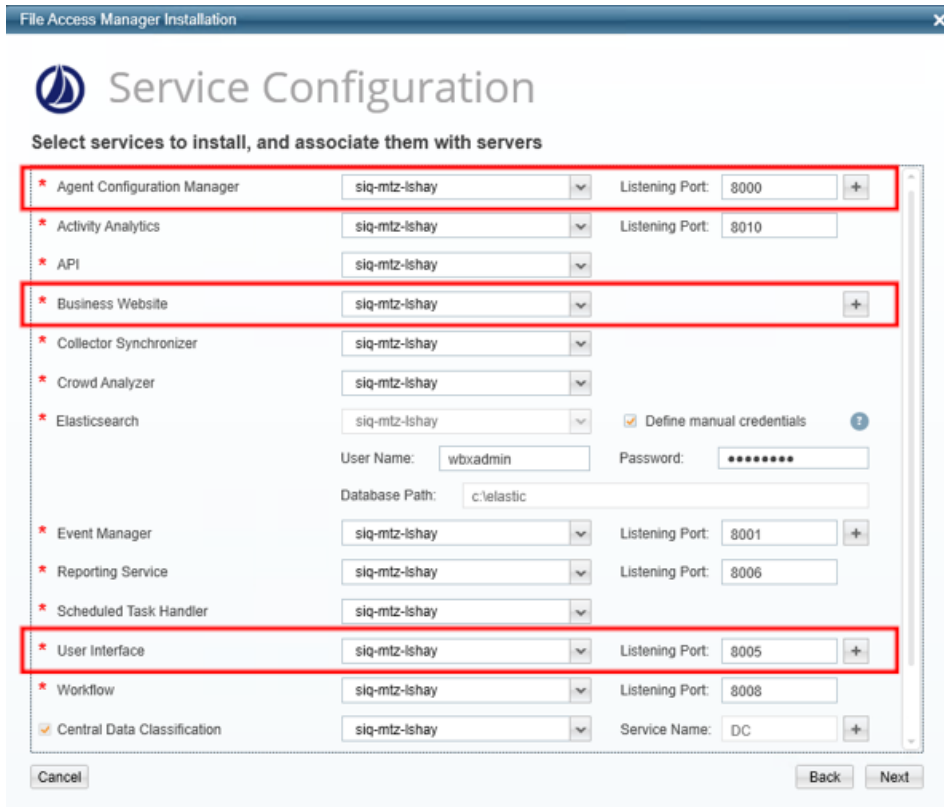 File Access Manager Installation
Service Configuration
Select services to install, and associate them with servers
* Agent Configuration Manager siq-mtz-lshay Listening Port: 8000 +
* Activity Analytics siq-mtz-lshay Listening Port: 8010
* API siq-mtz-lshay
* Business Website siq-mtz-lshay +
* Collector Synchronizer siq-mtz-lshay
* Crowd Analyzer siq-mtz-lshay
* Elasticsearch siq-mtz-lshay Define manual credentials ?
User Name: wbxadmin Password: ••••••••
Database Path: c:\elastic
* Event Manager siq-mtz-lshay Listening Port: 8001 +
* Reporting Service siq-mtz-lshay Listening Port: 8006
* Scheduled Task Handler siq-mtz-lshay
* User Interface siq-mtz-lshay Listening Port: 8005 +
* Workflow siq-mtz-lshay Listening Port: 8008
Central Data Classification siq-mtz-lshay Service Name: DC +
Cancel Back Next